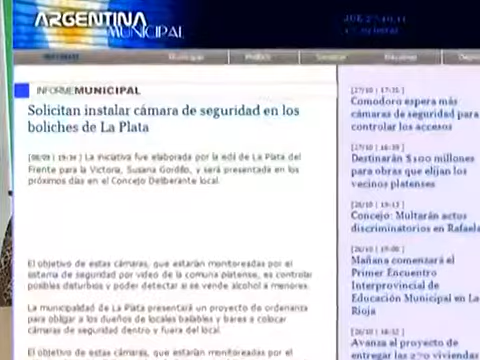 ARGENTINA
MUNICIPAL
INFORMEMUNICIPAL
Solicitan instalar cámara de seguridad en los
boliches de La Plata
La iniciativa fue elaborada por la edil de La Plata del
Frente para la Victoria, Susana Gordillo, y será presentada en los
próximos días en el Concejo Deliberante local.
El objetivo de estas cámaras, que estarían monitoreadas por el
sistema de seguridad por video de la comuna platense, es controlar
posibles disturbios y poder detectar si se vende alcohol a menores.
La municipalidad de La Plata presentará un proyecto de ordenanza
para obligar a los dueños de locales bailables y bares a colocar
cámaras de seguridad dentro y fuera del local.
El objetivo de estas cámaras, que estarían monitoreadas por el
Comodoro espera más
cámaras de seguridad para
controlar los accesos
Destinarán $100 millones
para obras que elijan los
vecinos platenses
Concejo: Multarán actos
discriminatorios en Rafaela
Mañana comenzará el
Primer Encuentro
Interprovincial de
Educación Municipal en La
Rioja
Avanza el proyecto de
entregar las 270 viviendas